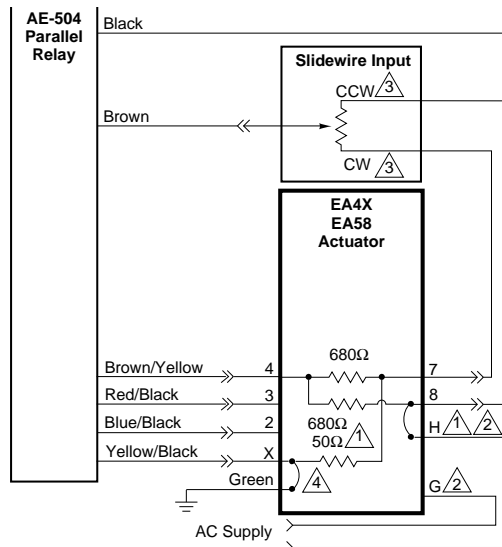 AE-504
Parallel
Relay
Black
Slidewire Input
CCW 3
Brown
CW 3
EA4X
EA58
Actuator
680Ω
Brown/Yellow 4 7
Red/Black 3 8
Blue/Black 2
680Ω
50Ω 1
H 1 2
Yellow/Black X
Green 4
G 2
AC Supply